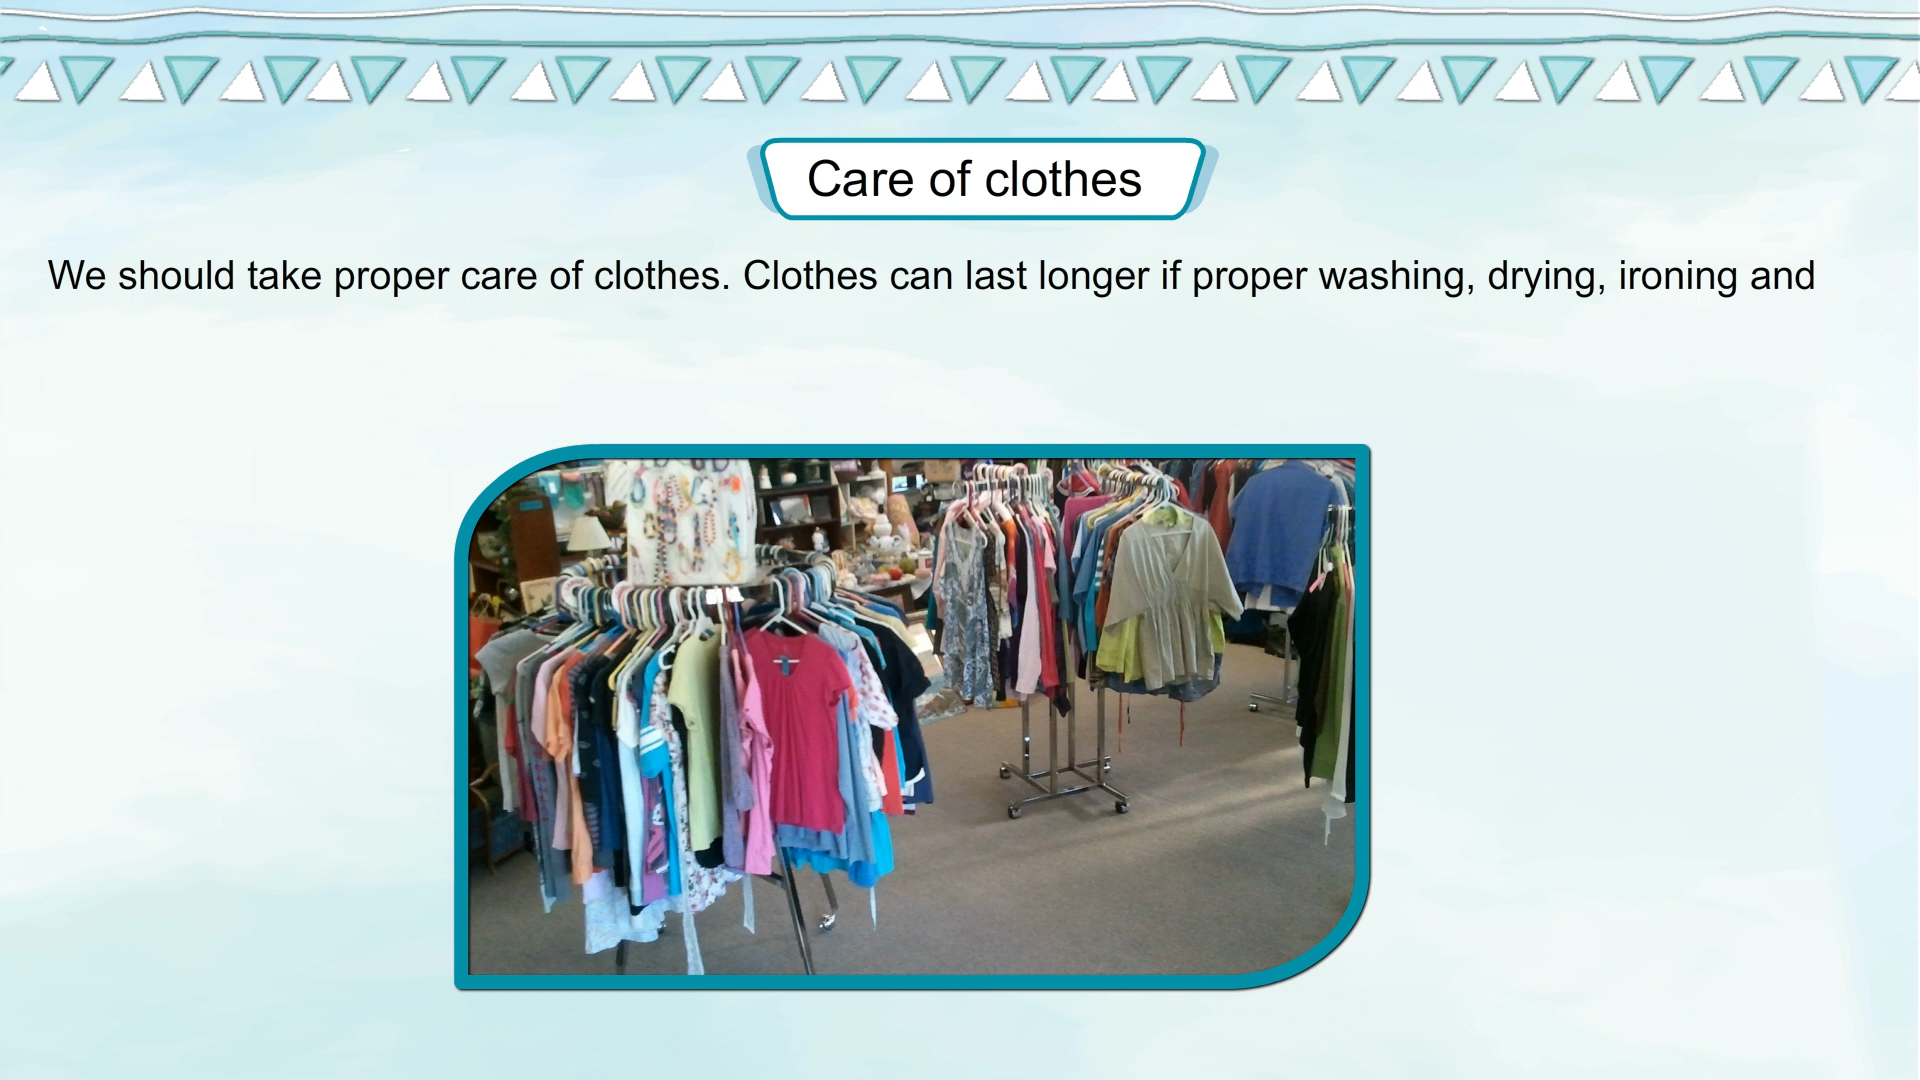 Care of clothes
We should take proper care of clothes. Clothes can last longer if proper washing, drying, ironing and